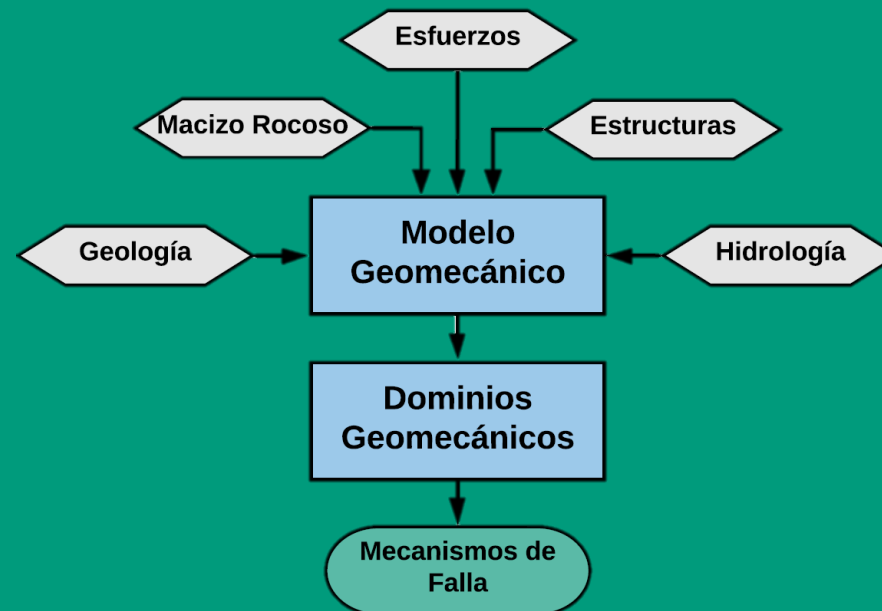 Esfuerzos
Macizo Rocoso
Estructuras
Geología
Modelo
Geomecánico
Hidrología
Dominios
Geomecánicos
Mecanismos de
Falla